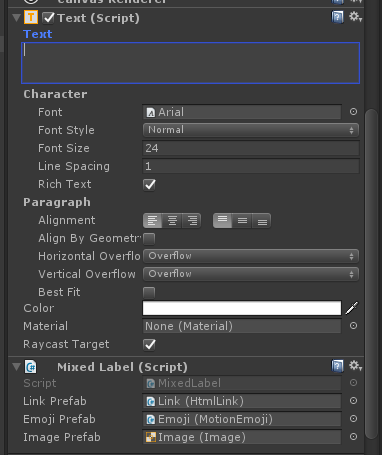 Canvas Renderer
Text (Script)
Text
Character
Font Arial
Font Style Normal
Font Size 24
Line Spacing 1
Rich Text
Paragraph
Alignment
Align By Geometr
Horizontal Overflo Overflow
Vertical Overflow Overflow
Best Fit
Color
Material None (Material)
Raycast Target
Mixed Label (Script)
Script MixedLabel
Link Prefab Link (HtmlLink)
Emoji Prefab Emoji (MotionEmoji)
Image Prefab Image (Image)